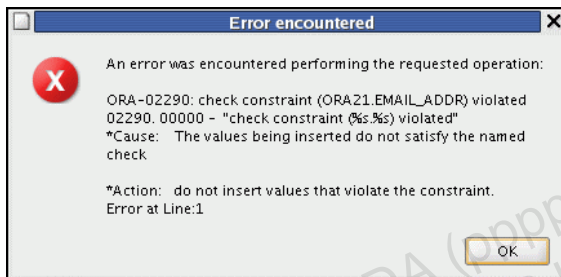 Error encountered
An error was encountered performing the requested operation:
ORA-02290: check constraint (ORA21.EMAIL_ADDR) violated
02290. 00000 - "check constraint (%s.%s) violated"
*Cause: The values being inserted do not satisfy the named
check
*Action: do not insert values that violate the constraint.
Error at Line:1
OK